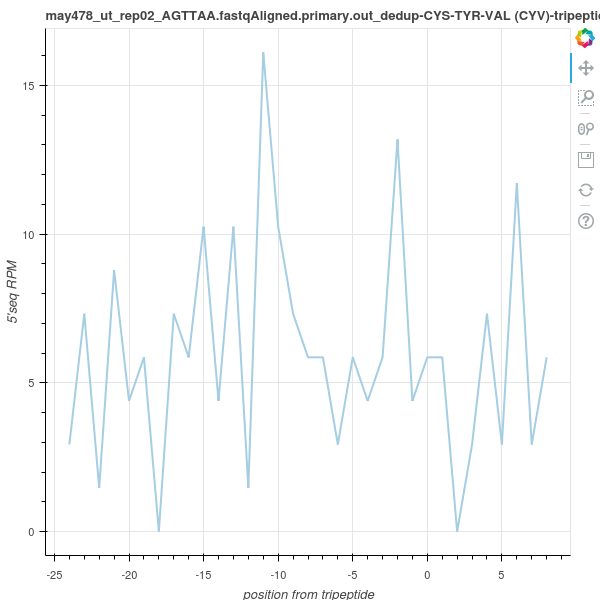 may478_ut_rep02_AGTTAA.fastqAligned.primary.out_dedup-CYS-TYR-VAL (CYV)-tripeptic
15
10
5
0
5'seq RPM
-25 -20 -15 -10 -5 0 5
position from tripeptide